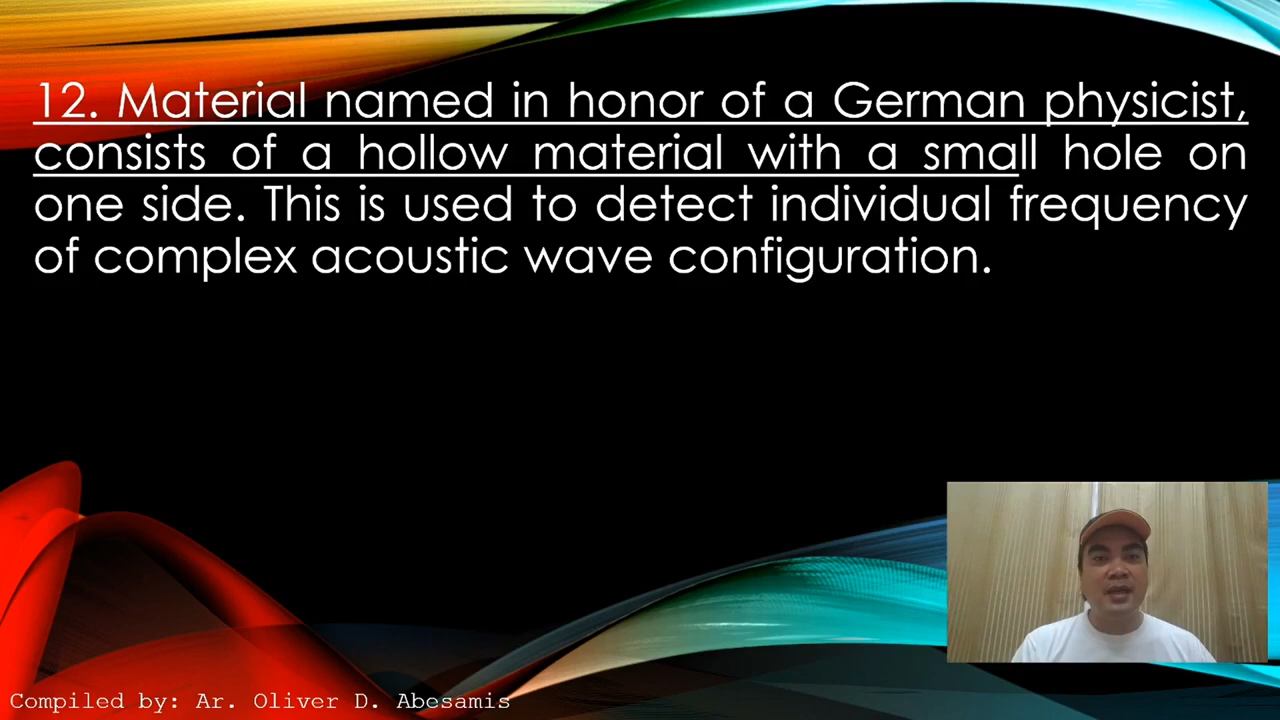 12. Material named in honor of a German physicist,
consists of a hollow material with a small hole on
one side. This is used to detect individual frequency
of complex acoustic wave configuration.
Compiled by: Ar. Oliver D. Abesamis